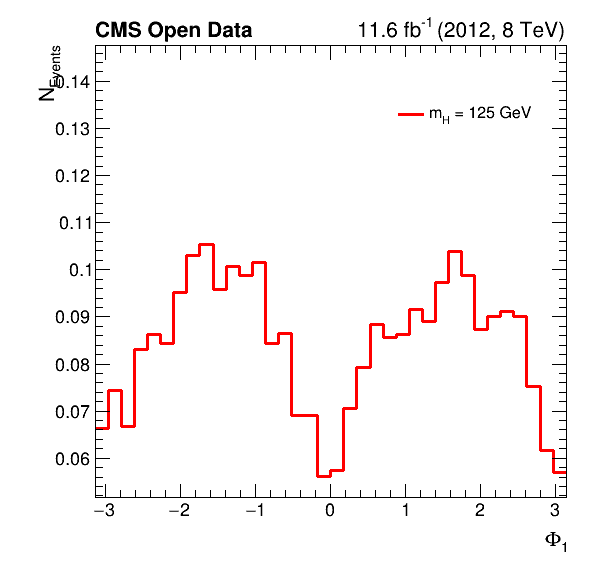 CMS Open Data 11.6 fb⁻¹ (2012, 8 TeV)
N_Events
0.14
m_H = 125 GeV
0.13
0.12
0.11
0.1
0.09
0.08
0.07
0.06
−3 −2 −1 0 1 2 3
Φ₁